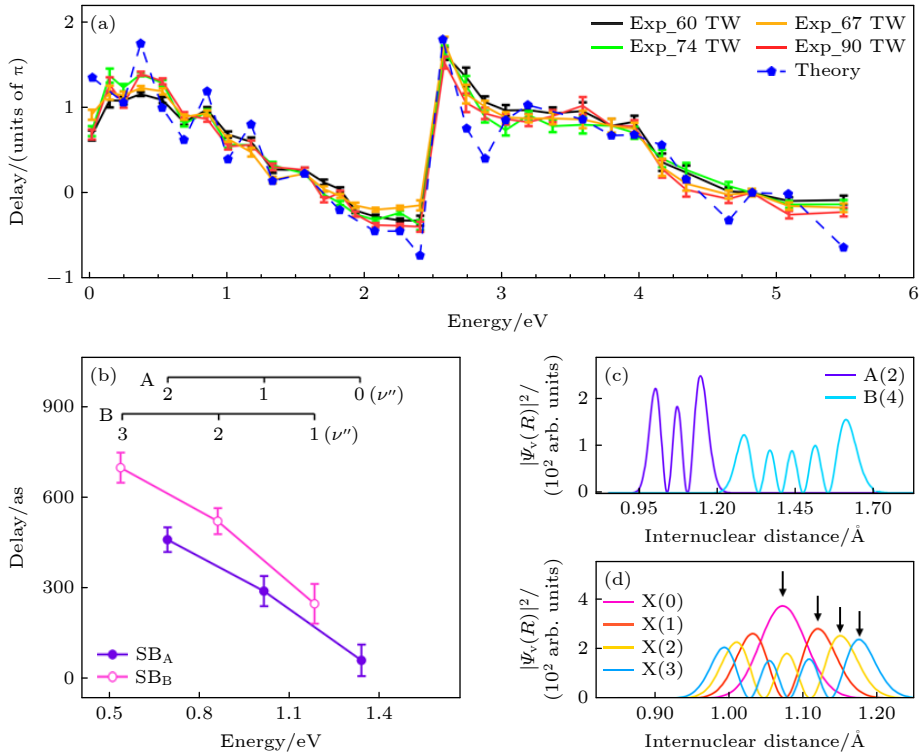 (a)
Exp_60 TW
Exp_67 TW
Exp_74 TW
Exp_90 TW
Theory
Delay/(units of π)
2
1
0
−1
0
1
2
3
4
5
6
Energy/eV
(b)
A
2
1
0 (ν″)
B
3
2
1 (ν″)
Delay/as
900
600
300
0
SB_A
SB_B
0.5
0.8
1.1
1.4
Energy/eV
(c)
A(2)
B(4)
|Ψ_v(R)|²/
(10² arb. units)
2
0
0.95
1.20
1.45
1.70
Internuclear distance/Å
(d)
X(0)
X(1)
X(2)
X(3)
|Ψ_v(R)|²/
(10² arb. units)
4
2
0
0.90
1.00
1.10
1.20
Internuclear distance/Å